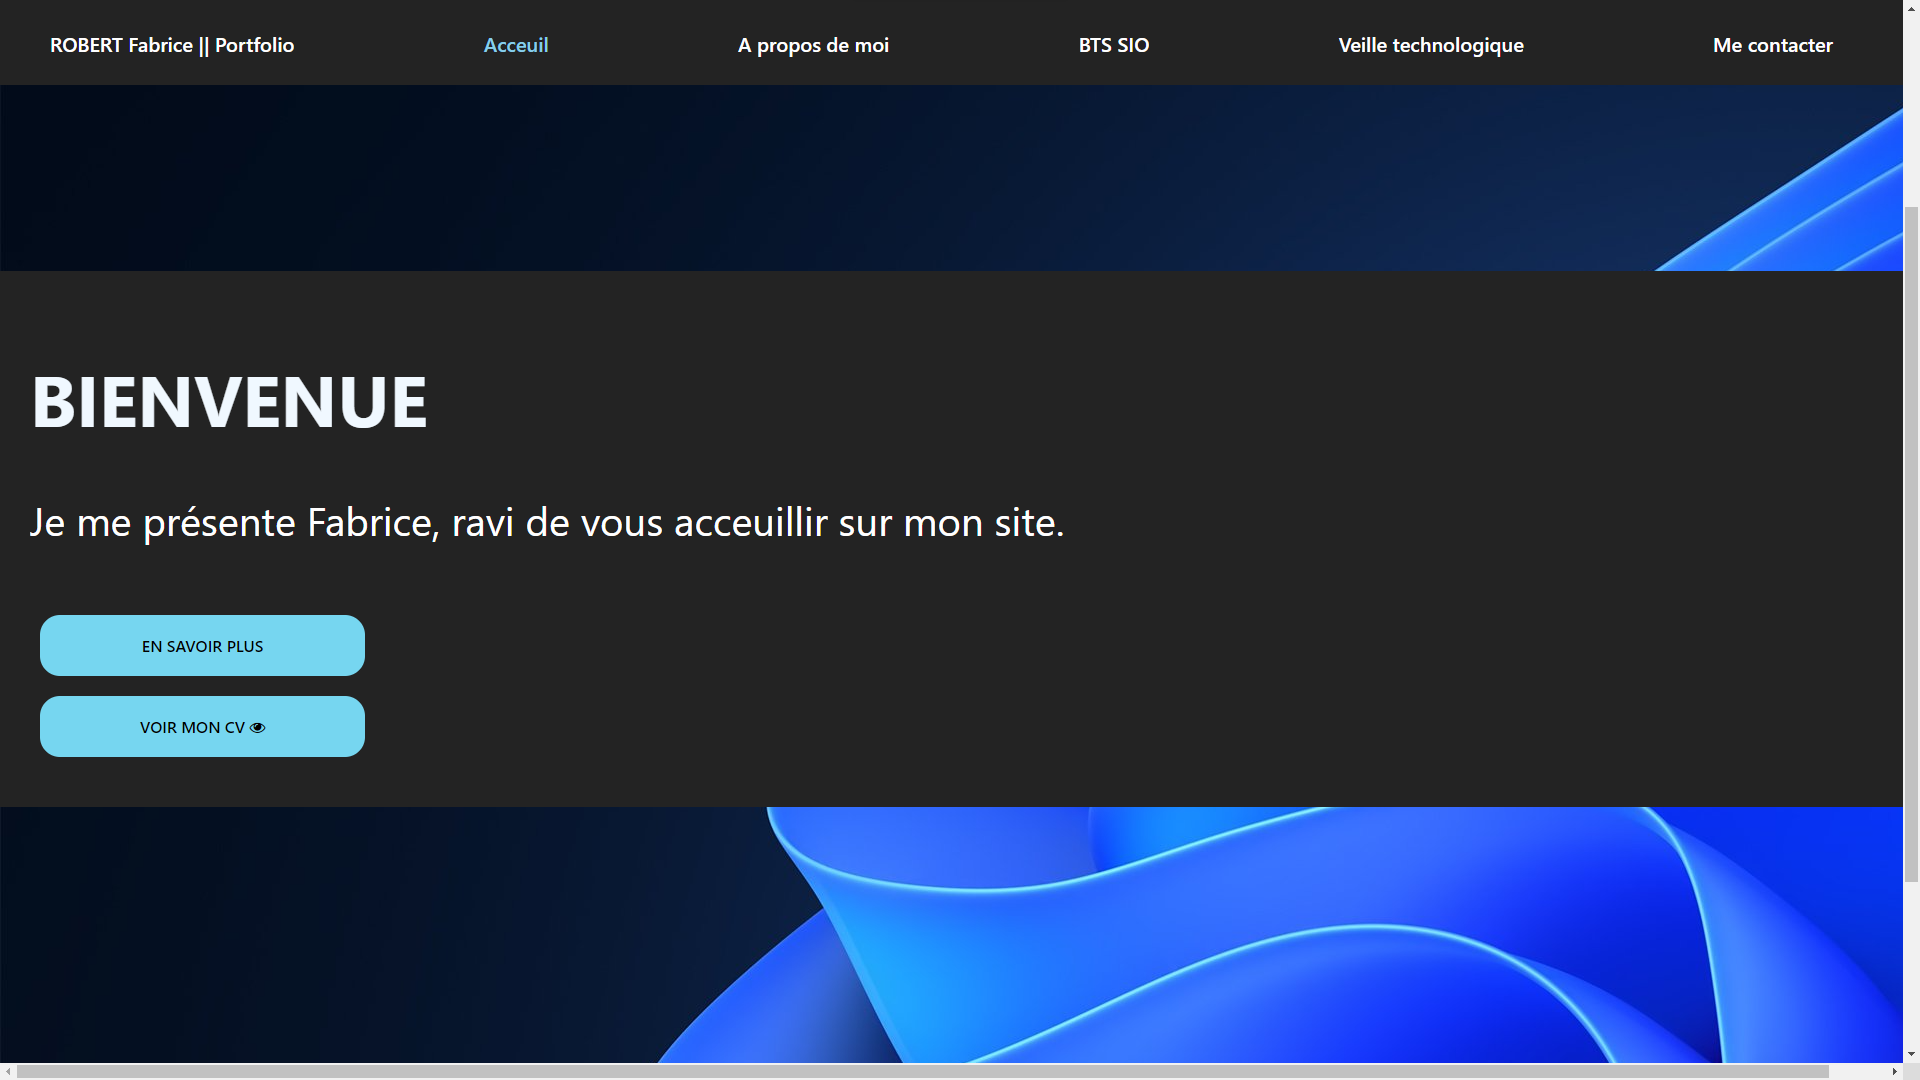 ROBERT Fabrice || Portfolio
Acceuil
A propos de moi
BTS SIO
Veille technologique
Me contacter
BIENVENUE
Je me présente Fabrice, ravi de vous acceuillir sur mon site.
EN SAVOIR PLUS
VOIR MON CV